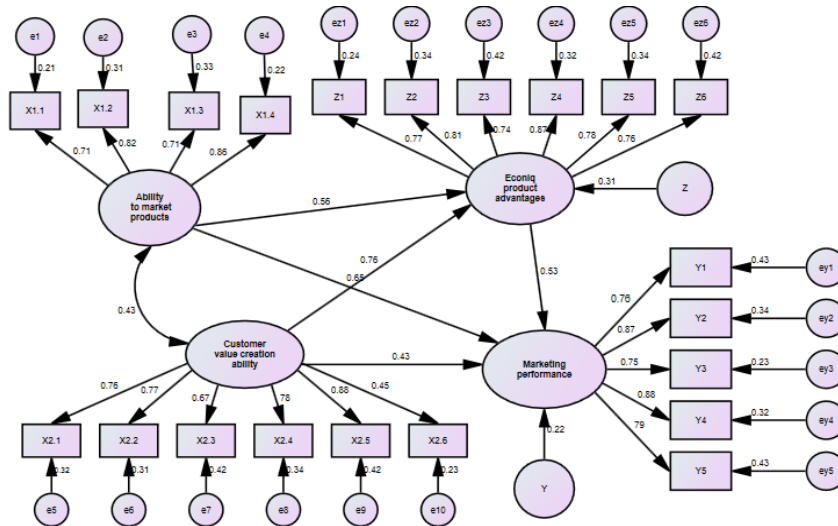 e1
e2
e3
e4
ez1
ez2
ez3
ez4
ez5
ez6
0.21
0.31
0.33
0.22
0.24
0.34
0.42
0.32
0.34
0.42
X1.1
X1.2
X1.3
X1.4
Z1
Z2
Z3
Z4
Z5
Z6
0.71
0.82
0.71
0.86
0.77
0.81
0.74
0.87
0.78
0.76
Ability
to market
products
Econiq
product
advantages
0.31
Z
0.56
0.76
0.65
0.53
0.43
Customer
value creation
ability
0.43
Marketing
performance
0.76
0.87
0.75
0.88
79
Y1
0.43
ey1
Y2
0.34
ey2
Y3
0.23
ey3
Y4
0.32
ey4
Y5
0.43
ey5
0.76
0.77
0.67
78
0.88
0.45
X2.1
X2.2
X2.3
X2.4
X2.5
X2.6
0.32
0.31
0.42
0.34
0.42
0.23
e5
e6
e7
e8
e9
e10
0.22
Y